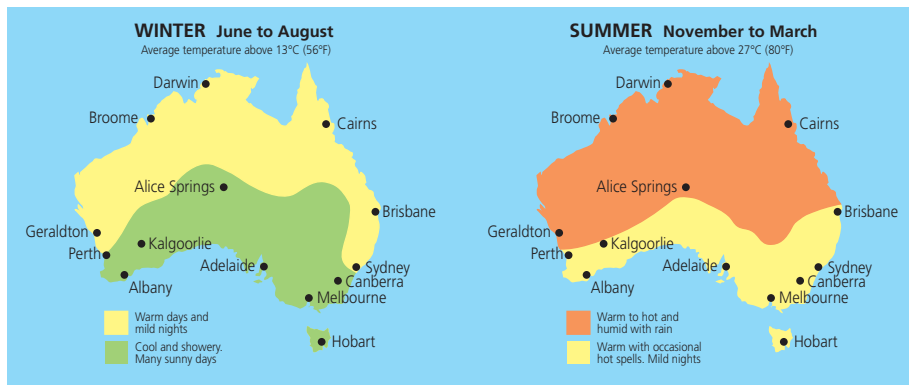 WINTER June to August
Average temperature above 13°C (56°F)
Darwin
Broome
Cairns
Alice Springs
Brisbane
Geraldton
Kalgoorlie
Perth
Adelaide
Sydney
Albany
Canberra
Melbourne
Warm days and
mild nights
Hobart
Cool and showery.
Many sunny days
SUMMER November to March
Average temperature above 27°C (80°F)
Darwin
Broome
Cairns
Alice Springs
Brisbane
Geraldton
Kalgoorlie
Perth
Adelaide
Sydney
Albany
Canberra
Melbourne
Warm to hot and
humid with rain
Hobart
Warm with occasional
hot spells. Mild nights